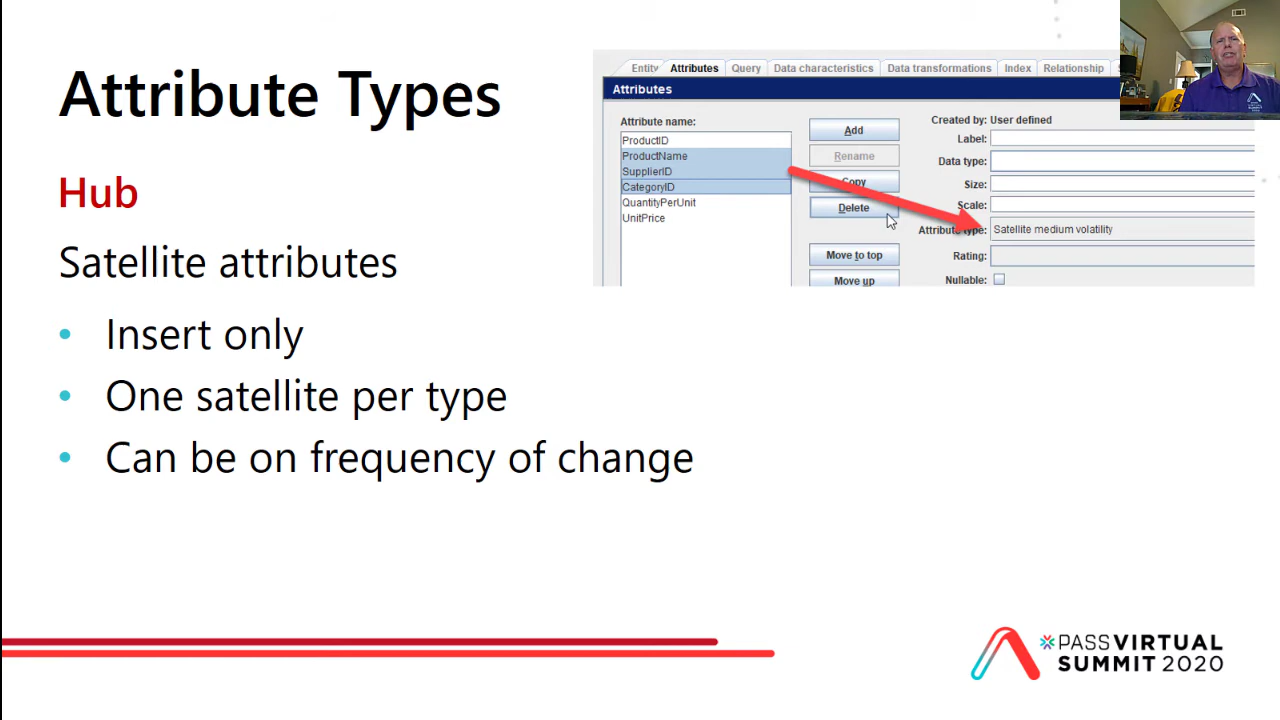 Attribute Types
Hub
Satellite attributes
• Insert only
• One satellite per type
• Can be on frequency of change
Entity Attributes Query Data characteristics Data transformations Index Relationship
Attributes
Attribute name:
ProductID
ProductName
SupplierID
CategoryID
QuantityPerUnit
UnitPrice
Add
Rename
Copy
Delete
Move to top
Move up
Created by: User defined
Label:
Data type:
Size:
Scale:
Attribute type: Satellite medium volatility
Rating:
Nullable:
PASS VIRTUAL
SUMMIT 2020